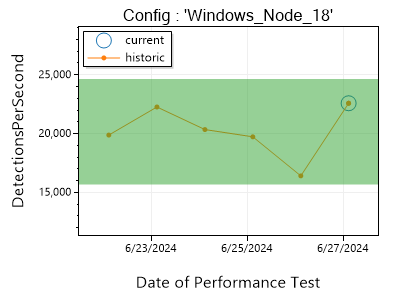 Config : 'Windows_Node_18'
current
historic
DetectionsPerSecond
25,000
20,000
15,000
6/23/2024
6/25/2024
6/27/2024
Date of Performance Test